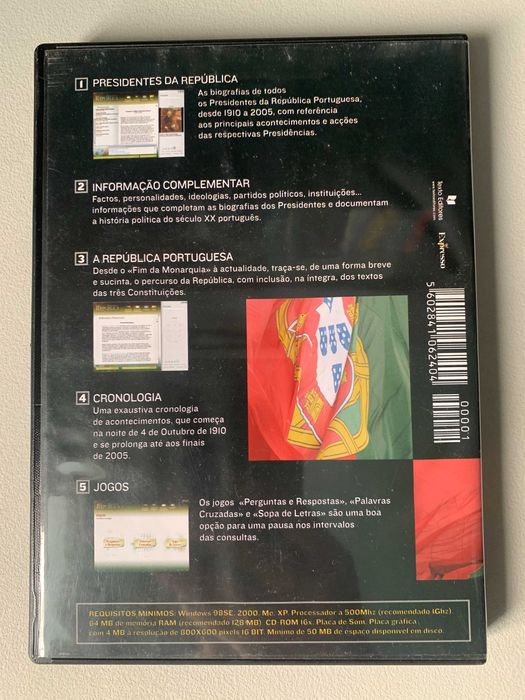 1 PRESIDENTES DA REPÚBLICA
As biografias de todos
os Presidentes da República Portuguesa,
desde 1910 a 2005, com referência
aos principais acontecimentos e acções
das respectivas Presidências.
2 INFORMAÇÃO COMPLEMENTAR
Factos, personalidades, ideologias, partidos políticos, instituições...
informações que completam as biografias dos Presidentes e documentam
a história política do século XX português.
3 A REPÚBLICA PORTUGUESA
Desde o «Fim da Monarquia» à actualidade, traça-se, de uma forma breve
e sucinta, o percurso da República, com inclusão, na íntegra, dos textos
das três Constituições.
4 CRONOLOGIA
Uma exaustiva cronologia
de acontecimentos, que começa
na noite de 4 de Outubro de 1910
e se prolonga até aos finais
de 2005.
5 JOGOS
Os jogos «Perguntas e Respostas», «Palavras
Cruzadas» e «Sopa de Letras» são uma boa
opção para uma pausa nos intervalos
das consultas.
REQUISITOS MÍNIMOS: Windows 98SE, 2000, Me, XP. Processador a 500Mhz (recomendado 1Ghz).
64 MB de memória RAM (recomendado 128 MB). CD-ROM 16x. Placa de Som. Placa gráfica
com 4 MB à resolução de 800X600 pixels 16 BIT. Mínimo de 50 MB de espaço disponível em disco.
Texto Editores
Expresso
5602841062404
00001